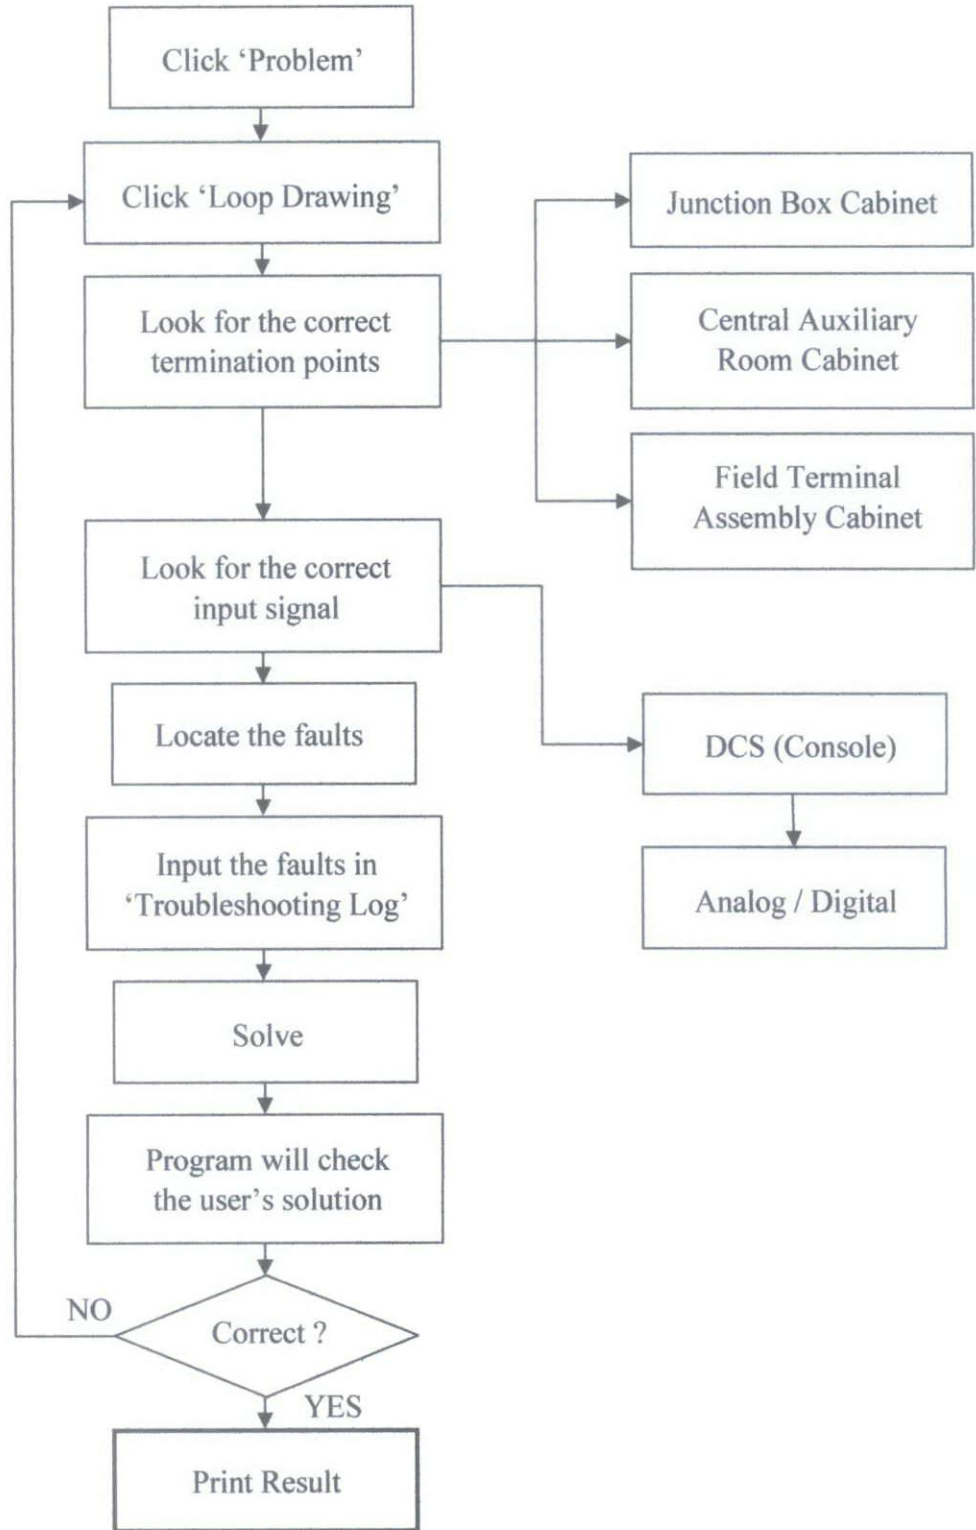 Click ‘Problem’
Click ‘Loop Drawing’
Look for the correct
termination points
Junction Box Cabinet
Central Auxiliary
Room Cabinet
Field Terminal
Assembly Cabinet
Look for the correct
input signal
Locate the faults
DCS (Console)
Analog / Digital
Input the faults in
‘Troubleshooting Log’
Solve
Program will check
the user’s solution
Correct ?
NO
YES
Print Result